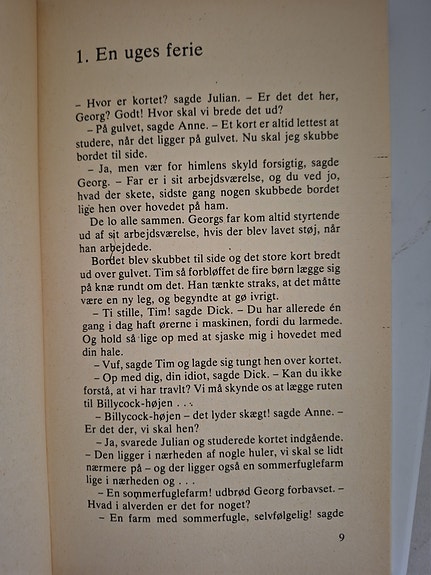 1. En uges ferie
– Hvor er kortet? sagde Julian. – Er det det her,
Georg? Godt! Hvor skal vi brede det ud?
– På gulvet, sagde Anne. – Et kort er altid lettest at
studere, når det ligger på gulvet. Nu skal jeg skubbe
bordet til side.
– Ja, men vær for himlens skyld forsigtig, sagde
Georg. – Far er i sit arbejdsværelse, og du ved jo,
hvad der skete, sidste gang nogen skubbede bordet
lige hen over hovedet på ham.
De lo alle sammen. Georgs far kom altid styrtende
ud af sit arbejdsværelse, hvis der blev lavet støj, når
han arbejdede.
Bordet blev skubbet til side og det store kort bredt
ud over gulvet. Tim så forbløffet de fire børn lægge sig
på knæ rundt om det. Han tænkte straks, at det måtte
være en ny leg, og begyndte at gø ivrigt.
– Ti stille, Tim! sagde Dick. – Du har allerede én
gang i dag haft ørerne i maskinen, fordi du larmede.
Og hold så lige op med at sjaske mig i hovedet med
din hale.
– Vuf, sagde Tim og lagde sig tungt hen over kortet.
– Op med dig, din idiot, sagde Dick. – Kan du ikke
forstå, at vi har travlt? Vi må skynde os at lægge ruten
til Billycock-højen . . .
– Billycock-højen – det lyder skægt! sagde Anne. –
Er det der, vi skal hen?
– Ja, svarede Julian og studerede kortet indgående.
– Den ligger i nærheden af nogle huler, vi skal se lidt
nærmere på – og der ligger også en sommerfuglefarm
lige i nærheden og . . .
– En sommerfuglefarm! udbrød Georg forbavset. –
Hvad i alverden er det for noget?
– En farm med sommerfugle, selvfølgelig! sagde
9